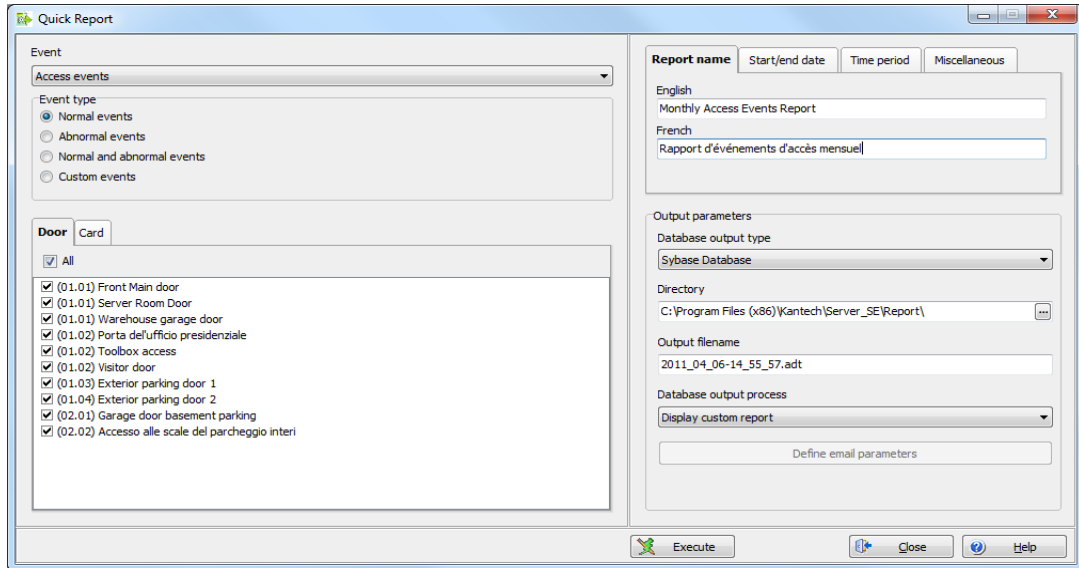 Quick Report
Event
Access events
Event type
Normal events
Abnormal events
Normal and abnormal events
Custom events
Door Card
All
(01.01) Front Main door
(01.01) Server Room Door
(01.01) Warehouse garage door
(01.02) Porta del'ufficio presidenziale
(01.02) Toolbox access
(01.02) Visitor door
(01.03) Exterior parking door 1
(01.04) Exterior parking door 2
(02.01) Garage door basement parking
(02.02) Accesso alle scale del parcheggio interi
Report name Start/end date Time period Miscellaneous
English
Monthly Access Events Report
French
Rapport d'événements d'accès mensuel
Output parameters
Database output type
Sybase Database
Directory
C:\Program Files (x86)\Kantech\Server_SE\Report\
...
Output filename
2011_04_06-14_55_57.adt
Database output process
Display custom report
Define email parameters
Execute Close Help